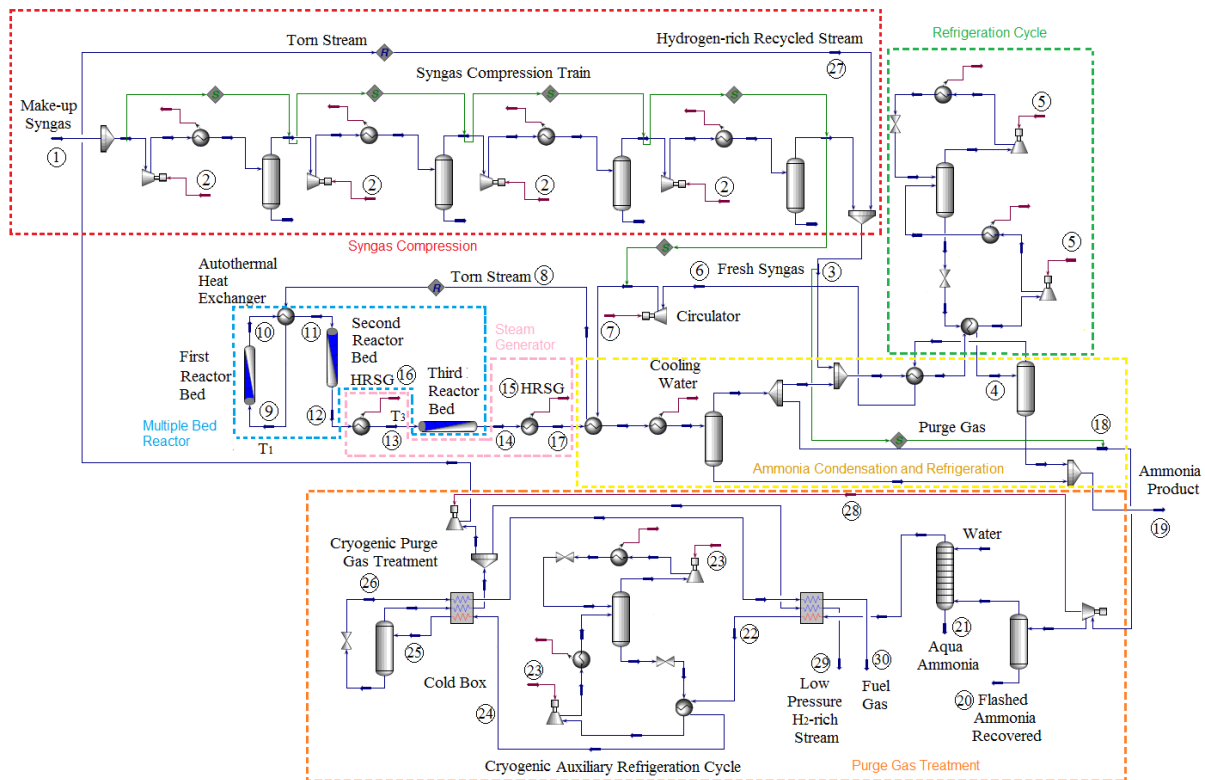 Torn Stream
Hydrogen-rich Recycled Stream
R
27
Syngas Compression Train
S
S
S
S
Make-up
Syngas
1
2
2
2
2
Syngas Compression
Refrigeration Cycle
5
5
S
Autothermal
Heat
Exchanger
Torn Stream
8
R
6
Fresh Syngas
3
7
Circulator
10
11
First
Reactor
Bed
Second
Reactor
Bed
HRSG
16
Steam
Generator
Third
Reactor
Bed
15
HRSG
Cooling
Water
4
9
12
T3
Multiple Bed
Reactor
T1
13
14
17
Purge Gas
S
18
Ammonia Condensation and Refrigeration
Ammonia
Product
19
28
Cryogenic Purge
Gas Treatment
26
23
Water
25
Cold Box
23
22
21
Aqua
Ammonia
24
29
30
Low
Pressure
H2-rich
Stream
Fuel
Gas
20
Flashed
Ammonia
Recovered
Cryogenic Auxiliary Refrigeration Cycle
Purge Gas Treatment